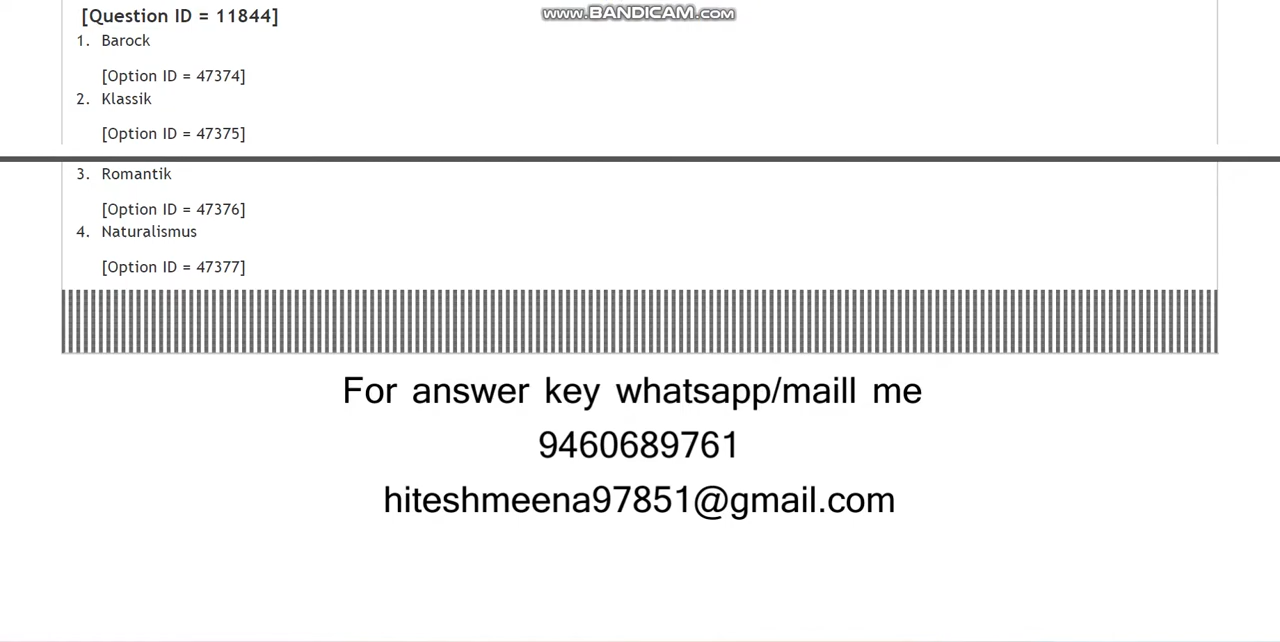 www.BANDICAM.com
[Question ID = 11844]
1. Barock
[Option ID = 47374]
2. Klassik
[Option ID = 47375]
3. Romantik
[Option ID = 47376]
4. Naturalismus
[Option ID = 47377]
For answer key whatsapp/maill me
9460689761
hiteshmeena97851@gmail.com